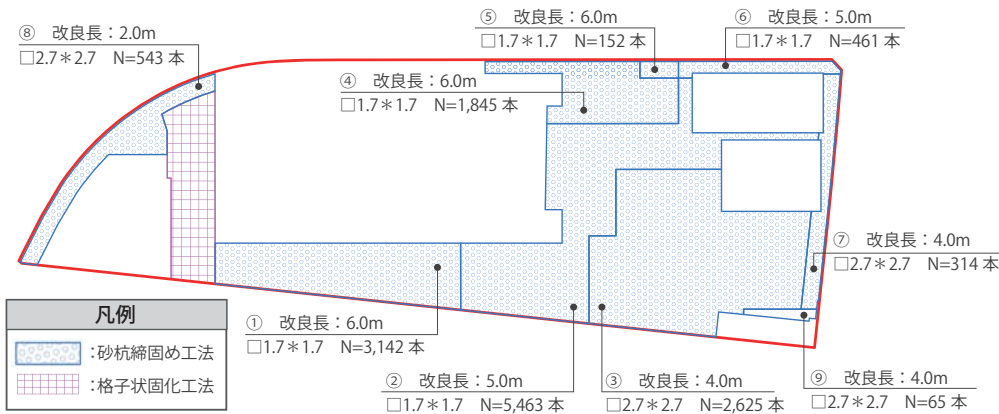 ⑧ 改良長：2.0m
□2.7＊2.7 N=543 本
⑤ 改良長：6.0m
□1.7＊1.7 N=152 本
⑥ 改良長：5.0m
□1.7＊1.7 N=461 本
④ 改良長：6.0m
□1.7＊1.7 N=1,845 本
⑦ 改良長：4.0m
□2.7＊2.7 N=314 本
① 改良長：6.0m
□1.7＊1.7 N=3,142 本
② 改良長：5.0m
□1.7＊1.7 N=5,463 本
③ 改良長：4.0m
□2.7＊2.7 N=2,625 本
⑨ 改良長：4.0m
□2.7＊2.7 N=65 本
凡例
：砂杭締固め工法
：格子状固化工法